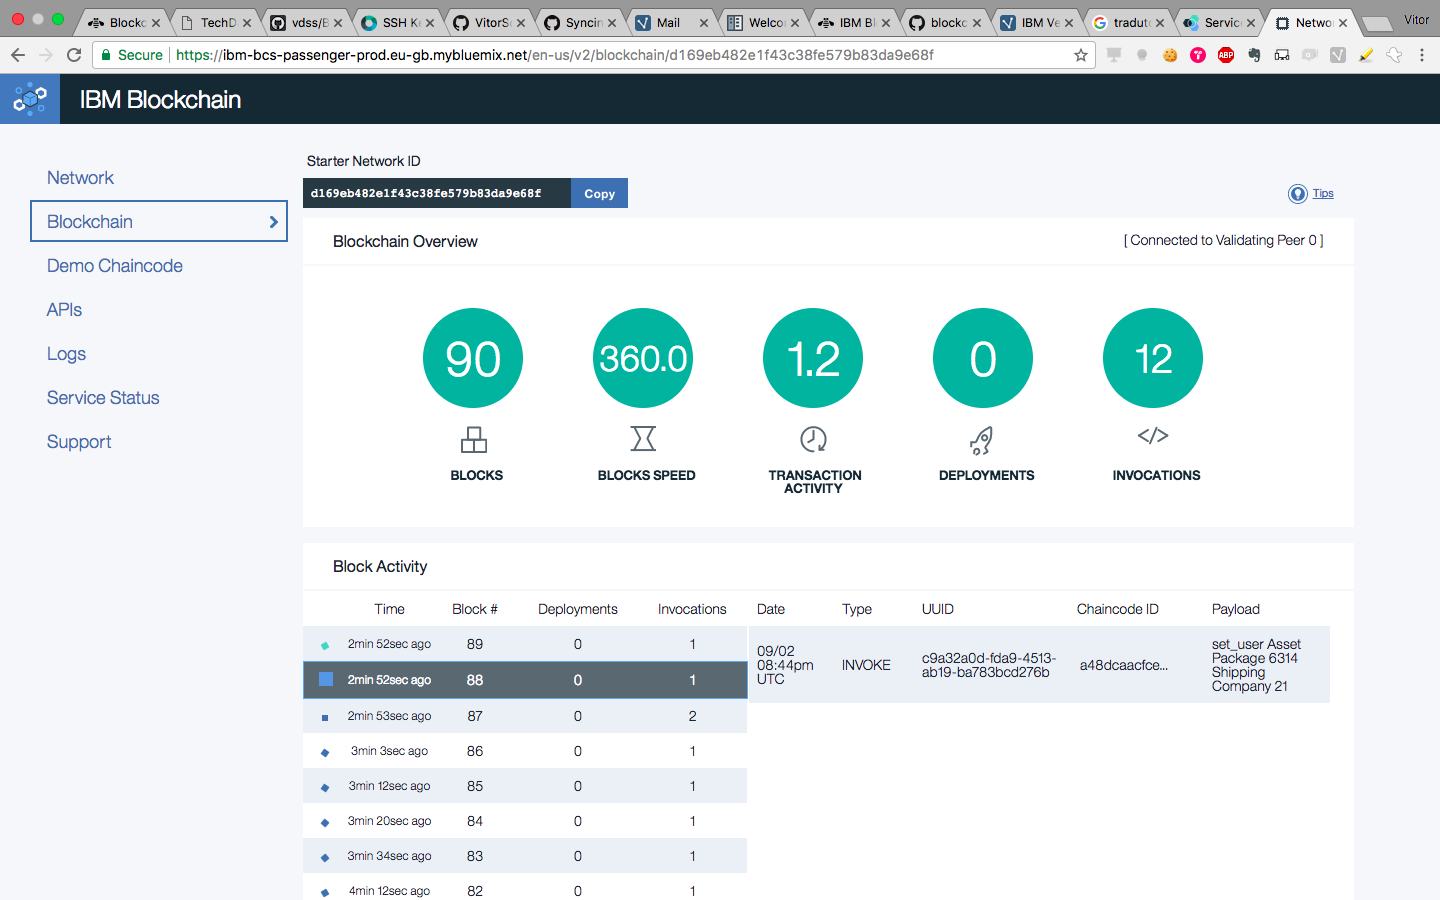 Blockc
TechD
vdss/B
SSH Ke
VitorSc
Syncin
Mail
Welcon
IBM Bl
blockc
IBM Ve
tradut
Service
Netwo
Vitor
Secure
https://ibm-bcs-passenger-prod.eu-gb.mybluemix.net/en-us/v2/blockchain/d169eb482e1f43c38fe579b83da9e68f
ABP
IBM Blockchain
Network
Blockchain
Demo Chaincode
APIs
Logs
Service Status
Support
Starter Network ID
d169eb482e1f43c38fe579b83da9e68f Copy
Tips
Blockchain Overview [ Connected to Validating Peer 0 ]
90 360.0 1.2 0 12
BLOCKS BLOCKS SPEED TRANSACTION DEPLOYMENTS INVOCATIONS
ACTIVITY
Block Activity
Time Block # Deployments Invocations Date Type UUID Chaincode ID Payload
2min 52sec ago 89 0 1
2min 52sec ago 88 0 1
2min 53sec ago 87 0 2
3min 3sec ago 86 0 1
3min 12sec ago 85 0 1
3min 20sec ago 84 0 1
3min 34sec ago 83 0 1
4min 12sec ago 82 0 1
09/02
08:44pm
UTC
INVOKE
c9a32a0d-fda9-4513-
ab19-ba783bcd276b
a48dcaacfce...
set_user Asset
Package 6314
Shipping
Company 21